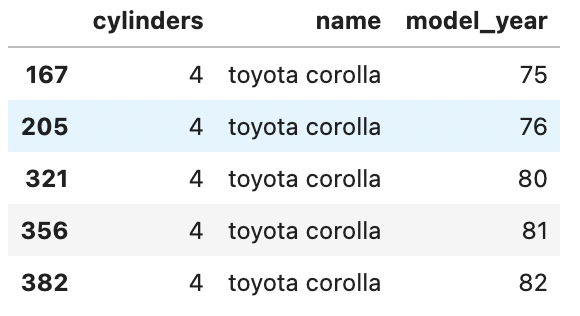 cylinders name model_year
167 4 toyota corolla 75
205 4 toyota corolla 76
321 4 toyota corolla 80
356 4 toyota corolla 81
382 4 toyota corolla 82